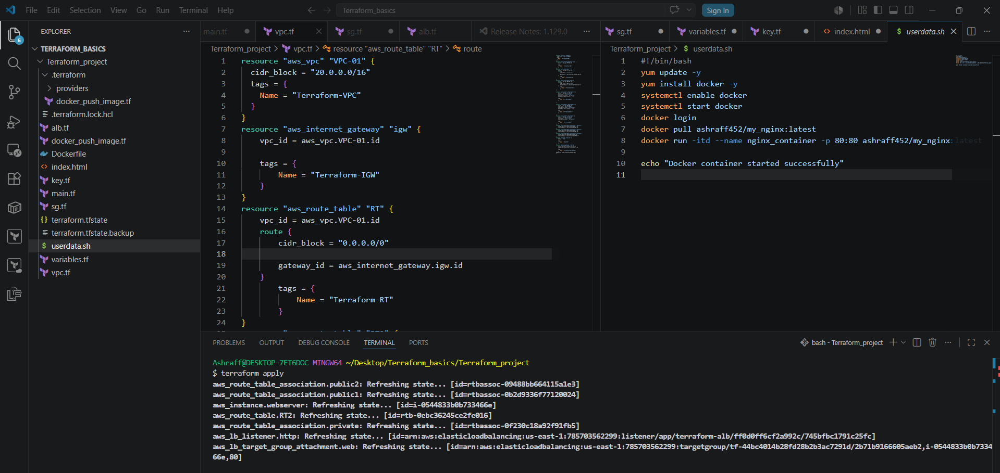 File Edit Selection View Go Run Terminal Help
Terraform_basics
Sign In
EXPLORER
6
TERRAFORM_BASICS
Terraform_project
.terraform
providers
docker_push_image.tf
.terraform.lock.hcl
alb.tf
docker_push_image.tf
Dockerfile
index.html
key.tf
main.tf
sg.tf
terraform.tfstate
terraform.tfstate.backup
userdata.sh
variables.tf
vpc.tf
main.tf vpc.tf sg.tf alb.tf Release Notes: 1.129.0
Terraform_project > vpc.tf > resource "aws_route_table" "RT" > route
1 resource "aws_vpc" "VPC-01" {
2 cidr_block = "20.0.0.0/16"
3 tags = {
4 Name = "Terraform-VPC"
5 }
6 }
7 resource "aws_internet_gateway" "igw" {
8 vpc_id = aws_vpc.VPC-01.id
9
10 tags = {
11 Name = "Terraform-IGW"
12 }
13 }
14 resource "aws_route_table" "RT" {
15 vpc_id = aws_vpc.VPC-01.id
16 route {
17 cidr_block = "0.0.0.0/0"
18
19 gateway_id = aws_internet_gateway.igw.id
20 }
21 tags = {
22 Name = "Terraform-RT"
23 }
24 }
sg.tf variables.tf key.tf index.html userdata.sh
Terraform_project > userdata.sh
1 #!/bin/bash
2 yum update -y
3 yum install docker -y
4 systemctl enable docker
5 systemctl start docker
6 docker login
7 docker pull ashraff452/my_nginx:latest
8 docker run -itd --name nginx_container -p 80:80 ashraff452/my_nginx:latest
9
10 echo "Docker container started successfully"
11
PROBLEMS OUTPUT DEBUG CONSOLE TERMINAL PORTS
bash - Terraform_project
Ashraff@DESKTOP-7ET6DOC MINGW64 ~/Desktop/Terraform_basics/Terraform_project
$ terraform apply
aws_route_table_association.public2: Refreshing state... [id=rtbassoc-09488bb664115a1e3]
aws_route_table_association.public1: Refreshing state... [id=rtbassoc-0b2d9336f77120024]
aws_instance.webserver: Refreshing state... [id=i-0544833b0b733466e]
aws_route_table.RT2: Refreshing state... [id=rtb-0ebc36245ce2fe016]
aws_route_table_association.private: Refreshing state... [id=rtbassoc-0f230c18a92f91fb5]
aws_lb_listener.http: Refreshing state... [id=arn:aws:elasticloadbalancing:us-east-1:785703562299:listener/app/terraform-alb/ff0d0ff6cf2a992c/745bfbc1791c25fc]
aws_lb_target_group_attachment.web: Refreshing state... [id=arn:aws:elasticloadbalancing:us-east-1:785703562299:targetgroup/tf-44bc4014b28fd28b2b3ac7291d/2b71b9166605aeb2,i-0544833b0b7334
66e,80]